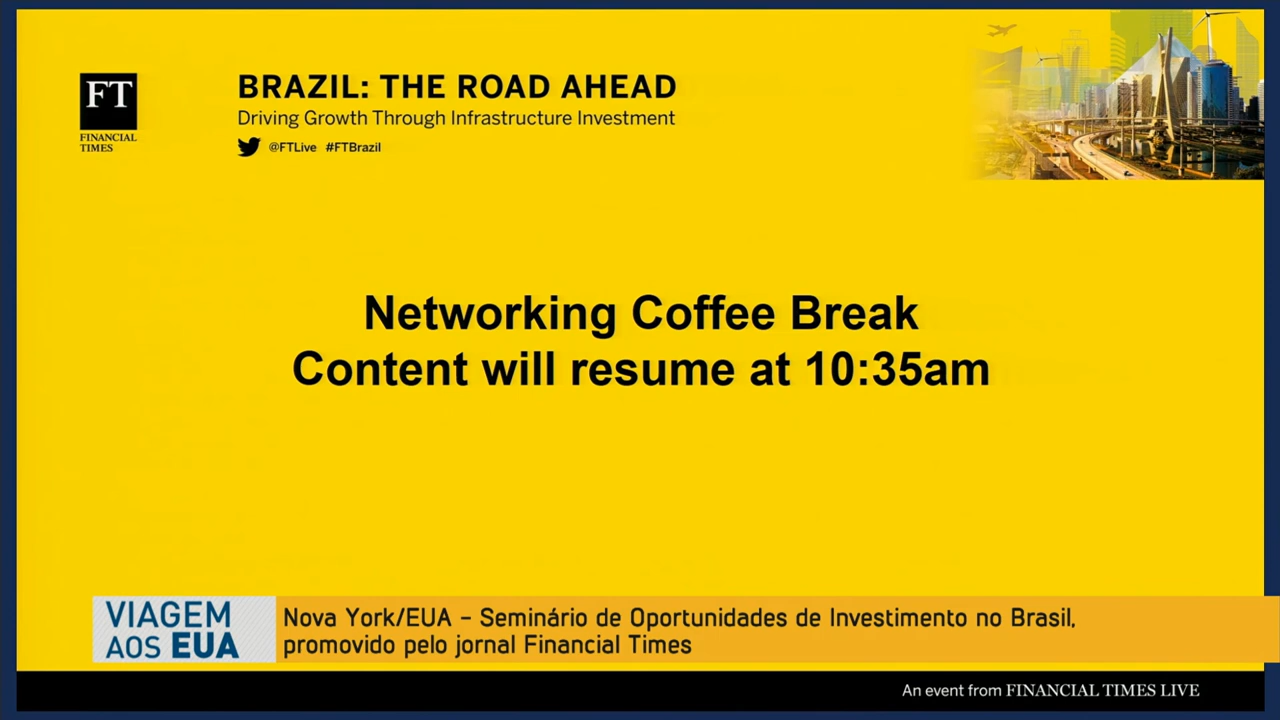 FT
FINANCIAL
TIMES
BRAZIL: THE ROAD AHEAD
Driving Growth Through Infrastructure Investment
@FTLive #FTBrazil
Networking Coffee Break
Content will resume at 10:35am
VIAGEM
AOS EUA
Nova York/EUA - Seminário de Oportunidades de Investimento no Brasil,
promovido pelo jornal Financial Times
An event from FINANCIAL TIMES LIVE